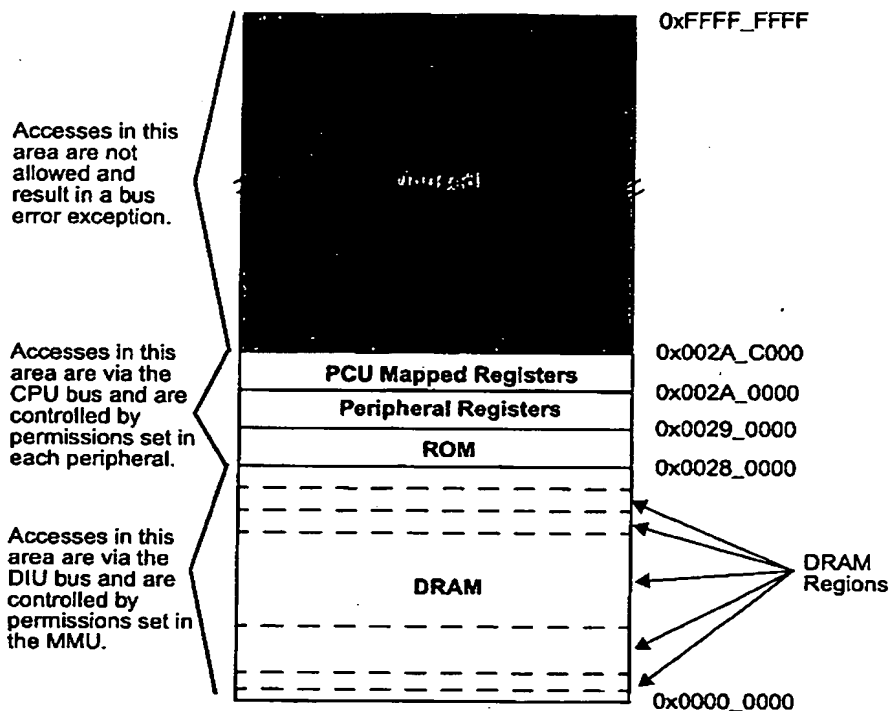 0xFFFF_FFFF
Accesses in this
area are not
allowed and
result in a bus
error exception.
0x002A_C000
Accesses in this
area are via the
CPU bus and are
controlled by
permissions set in
each peripheral.
PCU Mapped Registers
0x002A_0000
Peripheral Registers
0x0029_0000
ROM
0x0028_0000
Accesses in this
area are via the
DIU bus and are
controlled by
permissions set in
the MMU.
DRAM
DRAM
Regions
0x0000_0000